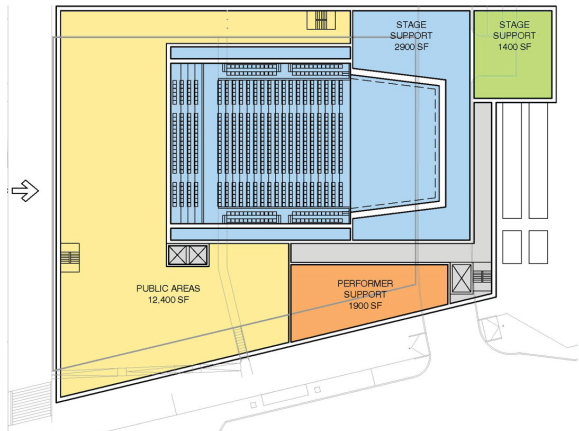 STAGE
SUPPORT
2900 SF
STAGE
SUPPORT
1400 SF
PUBLIC AREAS
12,400 SF
PERFORMER
SUPPORT
1900 SF